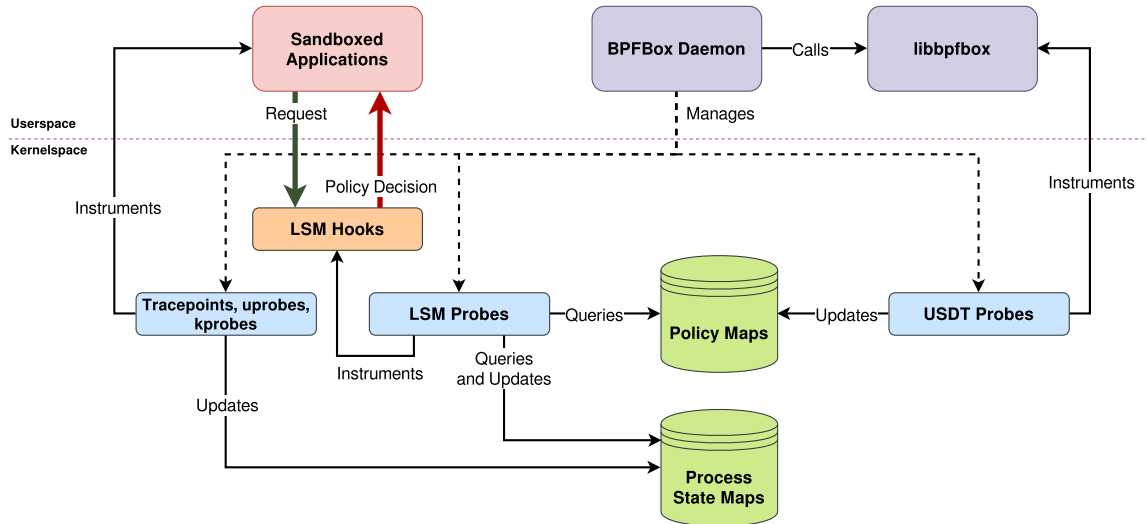 Sandboxed
Applications
BPFBox Daemon
Calls
libbpfbox
Request
Manages
Userspace
Kernelspace
Policy Decision
Instruments
Instruments
LSM Hooks
Tracepoints, uprobes,
kprobes
LSM Probes
Queries
Policy Maps
Updates
USDT Probes
Instruments
Queries
and Updates
Updates
Process
State Maps